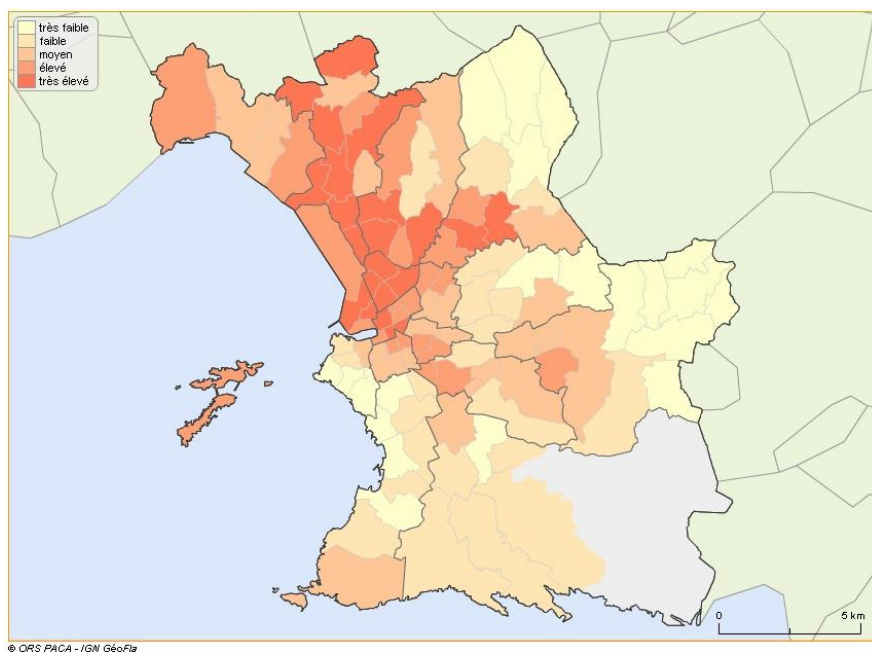 très faible
faible
moyen
élevé
très élevé
0 5 km
© ORS PACA - IGN GéoFla